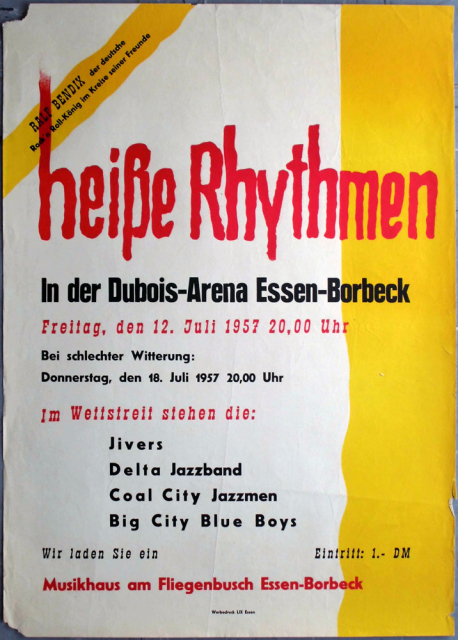 RALF BENDIX der deutsche
Rock n Roll-König im Kreise seiner Freunde
heiße Rhythmen
In der Dubois-Arena Essen-Borbeck
Freitag, den 12. Juli 1957 20,00 Uhr
Bei schlechter Witterung:
Donnerstag, den 18. Juli 1957 20,00 Uhr
Im Wettstreit stehen die:
Jivers
Delta Jazzband
Coal City Jazzmen
Big City Blue Boys
Wir laden Sie ein Eintritt: 1.- DM
Musikhaus am Fliegenbusch Essen-Borbeck
Werbedruck LIX Essen